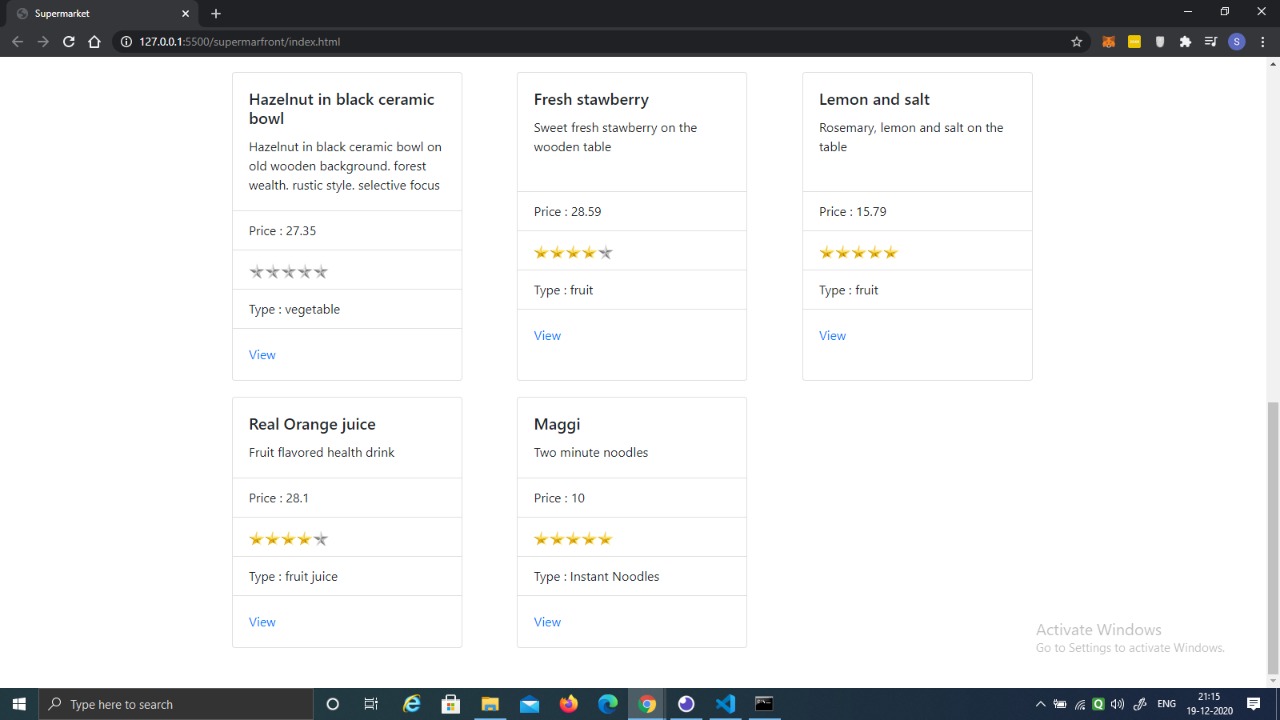 Supermarket
127.0.0.1:5500/supermarfront/index.html
S
Hazelnut in black ceramic
bowl
Hazelnut in black ceramic bowl on
old wooden background. forest
wealth. rustic style. selective focus
Price : 27.35
Type : vegetable
View
Fresh stawberry
Sweet fresh stawberry on the
wooden table
Price : 28.59
Type : fruit
View
Lemon and salt
Rosemary, lemon and salt on the
table
Price : 15.79
Type : fruit
View
Real Orange juice
Fruit flavored health drink
Price : 28.1
Type : fruit juice
View
Maggi
Two minute noodles
Price : 10
Type : Instant Noodles
View
Activate Windows
Go to Settings to activate Windows.
Type here to search
ENG
21:15
19-12-2020